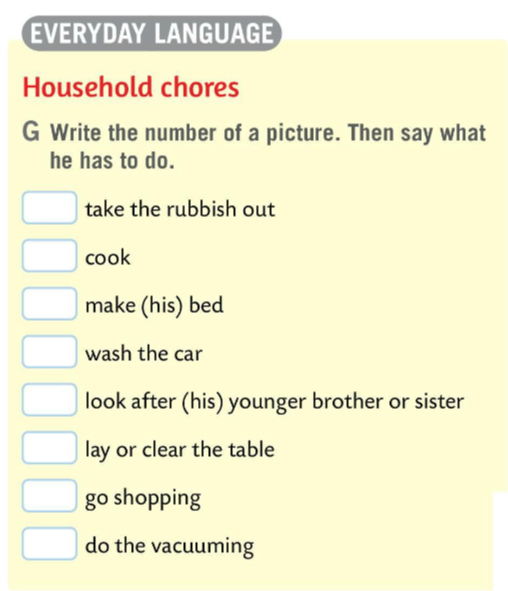 EVERYDAY LANGUAGE
Household chores
G Write the number of a picture. Then say what
he has to do.
take the rubbish out
cook
make (his) bed
wash the car
look after (his) younger brother or sister
lay or clear the table
go shopping
do the vacuuming